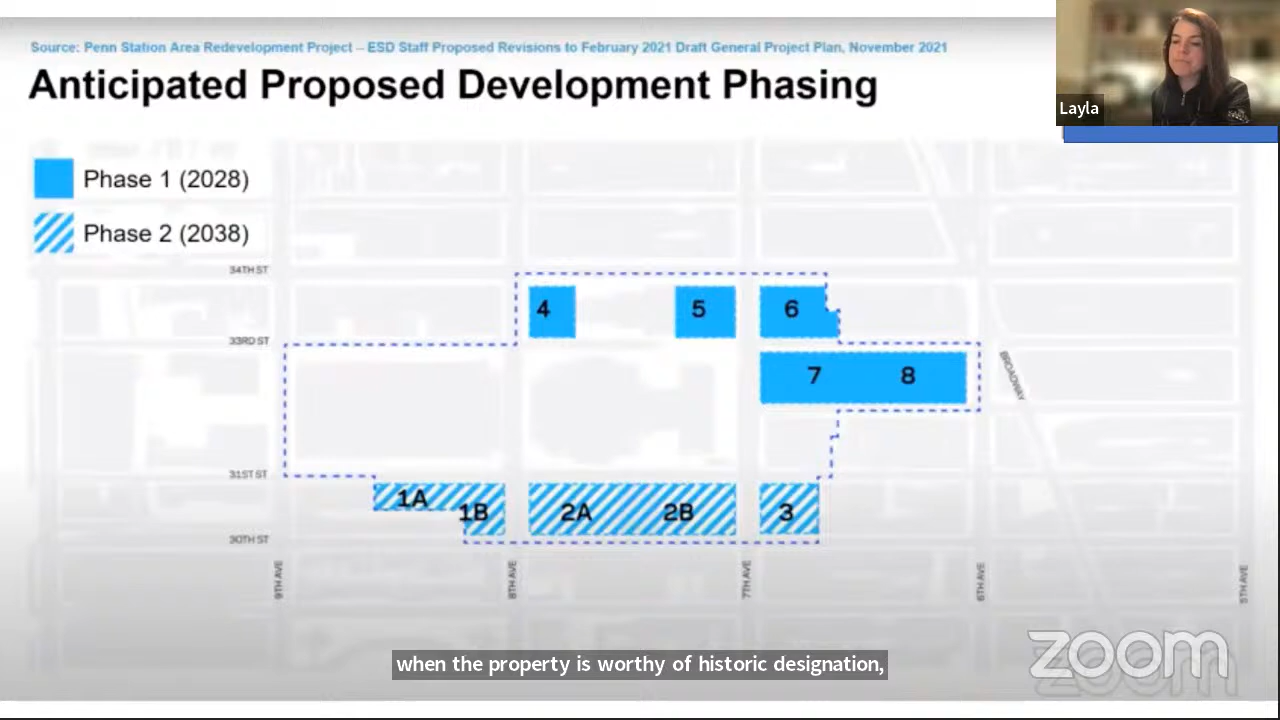 Source: Penn Station Area Redevelopment Project – ESD Staff Proposed Revisions to February 2021 Draft General Project Plan, November 2021
Anticipated Proposed Development Phasing
Layla
Phase 1 (2028)
Phase 2 (2038)
34TH ST
4 5 6
33RD ST
7 8
BROADWAY
31ST ST
1A 1B 2A 2B 3
30TH ST
9TH AVE
8TH AVE
7TH AVE
6TH AVE
5TH AVE
zoom
when the property is worthy of historic designation,